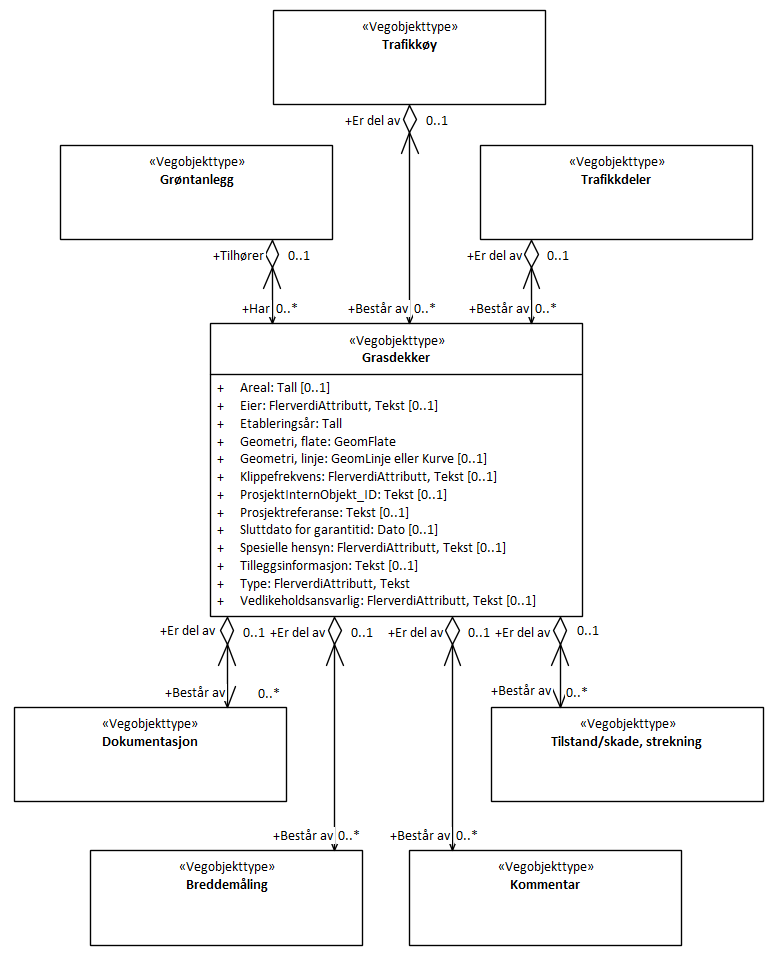 «Vegobjekttype»
Trafikkøy
+Er del av 0..1
«Vegobjekttype»
Grøntanlegg
«Vegobjekttype»
Trafikkdeler
+Tilhører 0..1
+Er del av 0..1
+Har 0..*
+Består av 0..*
+Består av 0..*
«Vegobjekttype»
Grasdekker
+ Areal: Tall [0..1]
+ Eier: FlerverdiAttributt, Tekst [0..1]
+ Etableringsår: Tall
+ Geometri, flate: GeomFlate
+ Geometri, linje: GeomLinje eller Kurve [0..1]
+ Klippefrekvens: FlerverdiAttributt, Tekst [0..1]
+ ProsjektInternObjekt_ID: Tekst [0..1]
+ Prosjektreferanse: Tekst [0..1]
+ Sluttdato for garantitid: Dato [0..1]
+ Spesielle hensyn: FlerverdiAttributt, Tekst [0..1]
+ Tilleggsinformasjon: Tekst [0..1]
+ Type: FlerverdiAttributt, Tekst
+ Vedlikeholdsansvarlig: FlerverdiAttributt, Tekst [0..1]
+Er del av 0..1 +Er del av 0..1 +Er del av 0..1 +Er del av 0..1
+Består av 0..*
+Består av 0..*
«Vegobjekttype»
Dokumentasjon
«Vegobjekttype»
Tilstand/skade, strekning
+Består av 0..*
+Består av 0..*
«Vegobjekttype»
Breddemåling
«Vegobjekttype»
Kommentar